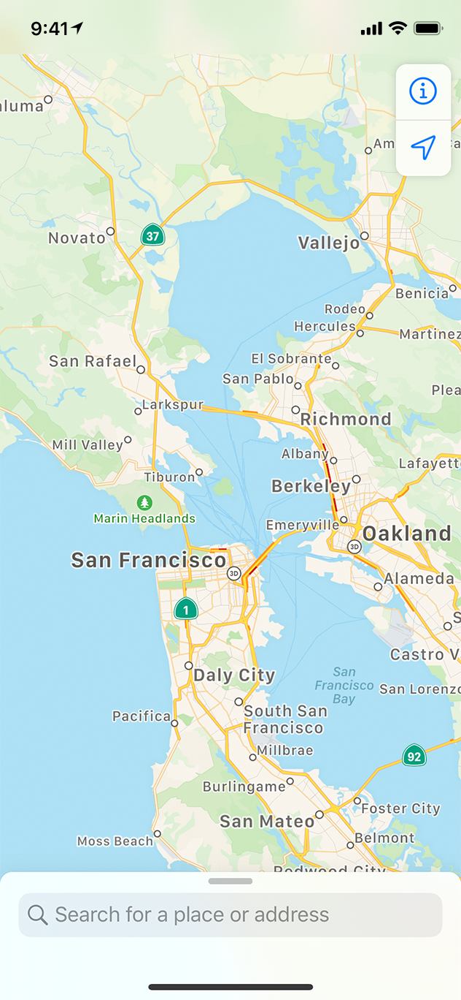 9:41
aluma
Am
Ca
Novato
37
Vallejo
Benicia
Rodeo
Hercules
Martinez
El Sobrante
San Rafael
San Pablo
Plea
Larkspur
Richmond
Mill Valley
Albany
Lafayett
Tiburon
Berkeley
Marin Headlands
Emeryville
Oakland
3D
San Francisco
3D
Alameda
1
S
Castro V
Daly City
San
Francisco
Bay
San Lorenzo
South San
Francisco
Pacifica
Millbrae
92
Burlingame
Foster City
San Mateo
Belmont
Moss Beach
Redwood City
Search for a place or address